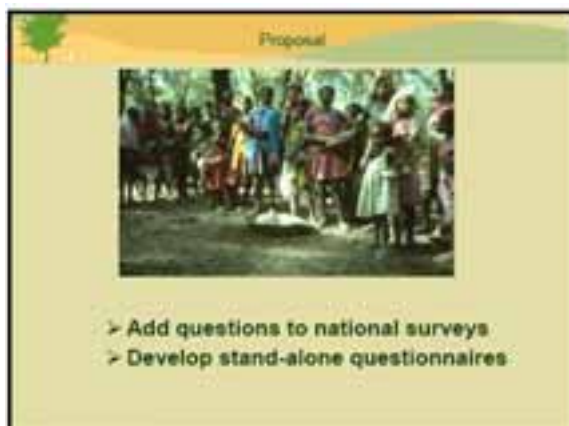 Proposal
➢ Add questions to national surveys
➢ Develop stand-alone questionnaires